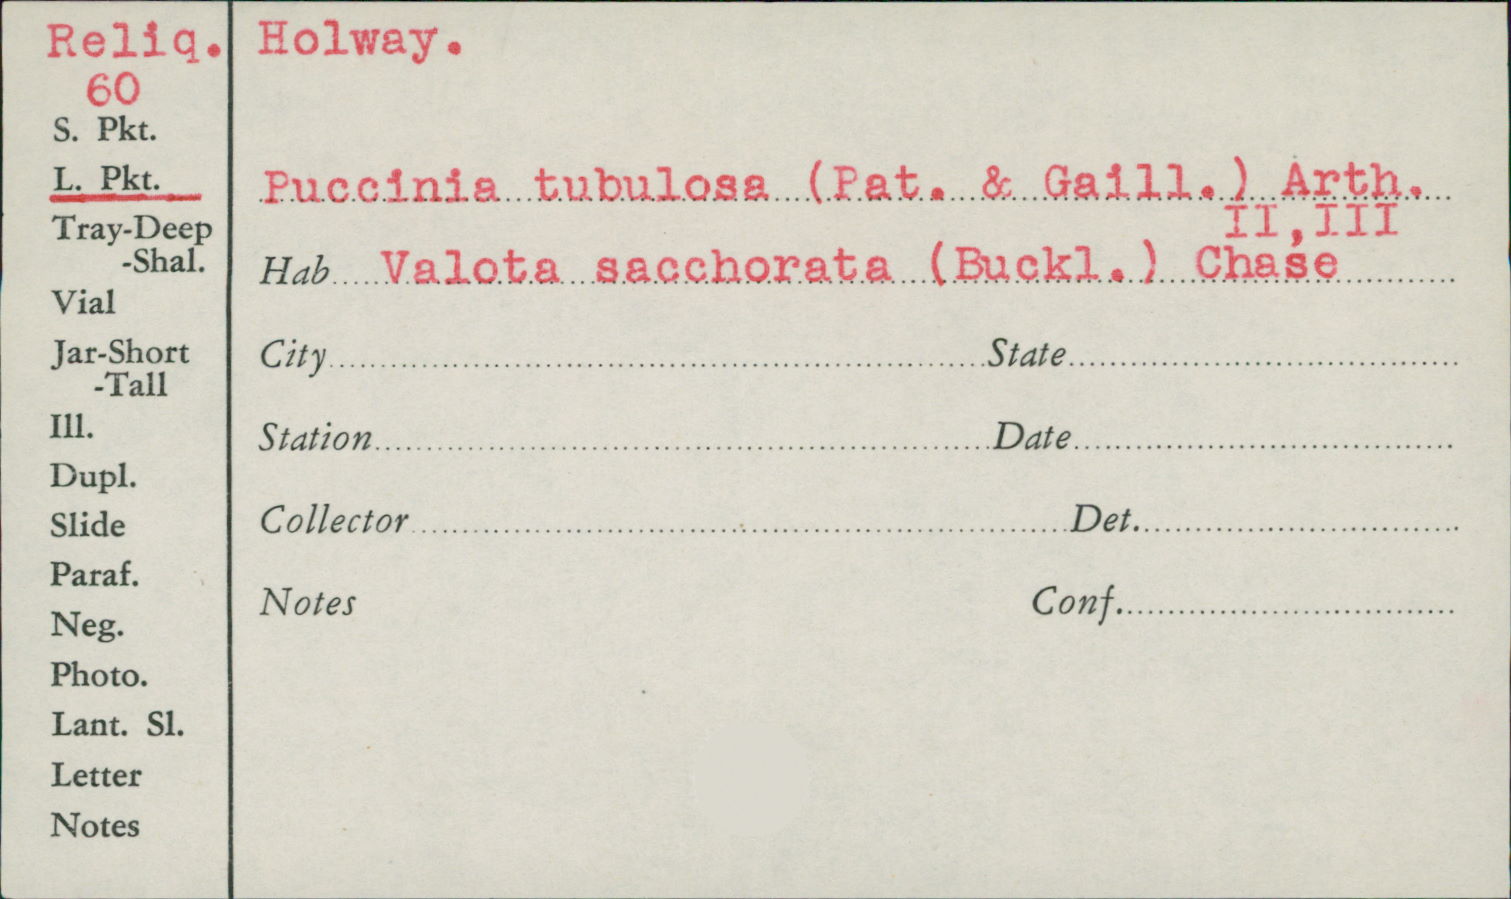 Reliq. Holway.
60
S. Pkt.
L. Pkt.
Puccinia tubulosa (Pat. & Gaill.) Arth.
II,III
Tray-Deep
-Shal.
Hab Valota sacchorata (Buckl.) Chase
Vial
Jar-Short
-Tall
City State
Ill.
Station Date
Dupl.
Slide
Collector Det.
Paraf.
Notes Conf.
Neg.
Photo.
Lant. Sl.
Letter
Notes